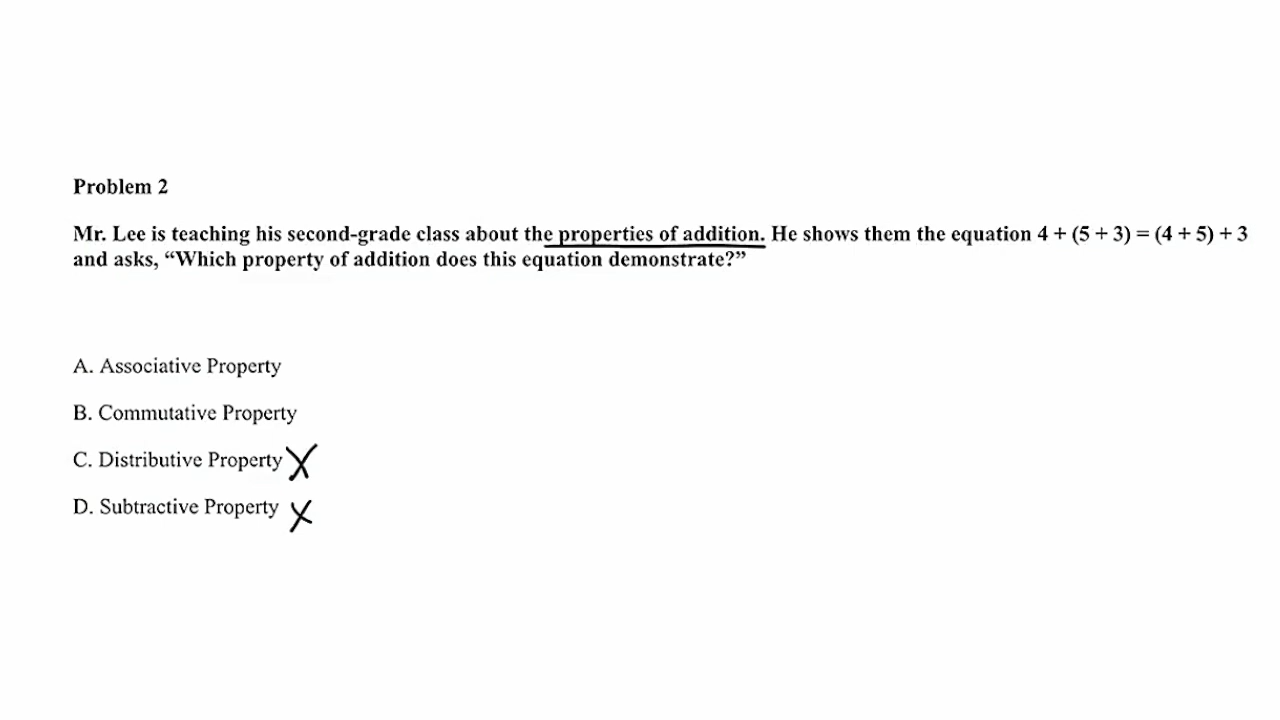 Problem 2
Mr. Lee is teaching his second-grade class about the properties of addition. He shows them the equation 4 + (5 + 3) = (4 + 5) + 3
and asks, “Which property of addition does this equation demonstrate?”
A. Associative Property
B. Commutative Property
C. Distributive Property X
D. Subtractive Property X